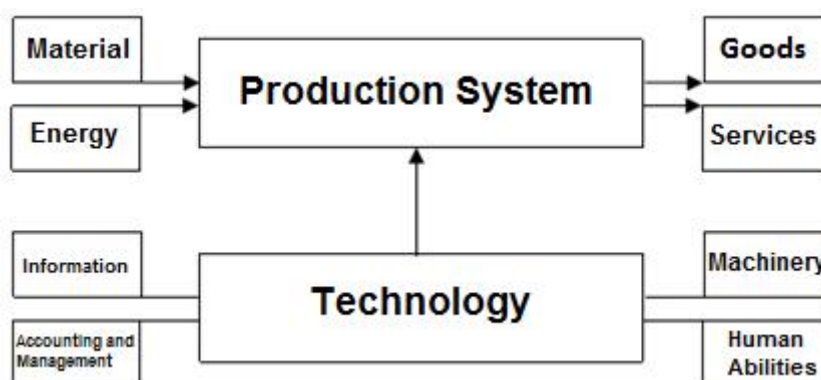 Material
Production System
Goods
Energy
Services
Information
Technology
Machinery
Accounting and
Management
Human
Abilities